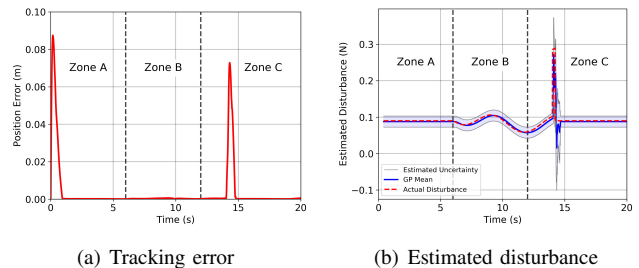 0.10
0.08
0.06
0.04
0.02
0.00
Position Error (m)
Zone A
Zone B
Zone C
0
5
10
15
20
Time (s)
(a) Tracking error
0.3
0.2
0.1
0.0
−0.1
Estimated Disturbance (N)
Zone A
Zone B
Zone C
Estimated Uncertainty
GP Mean
Actual Disturbance
0
5
10
15
20
Time (s)
(b) Estimated disturbance